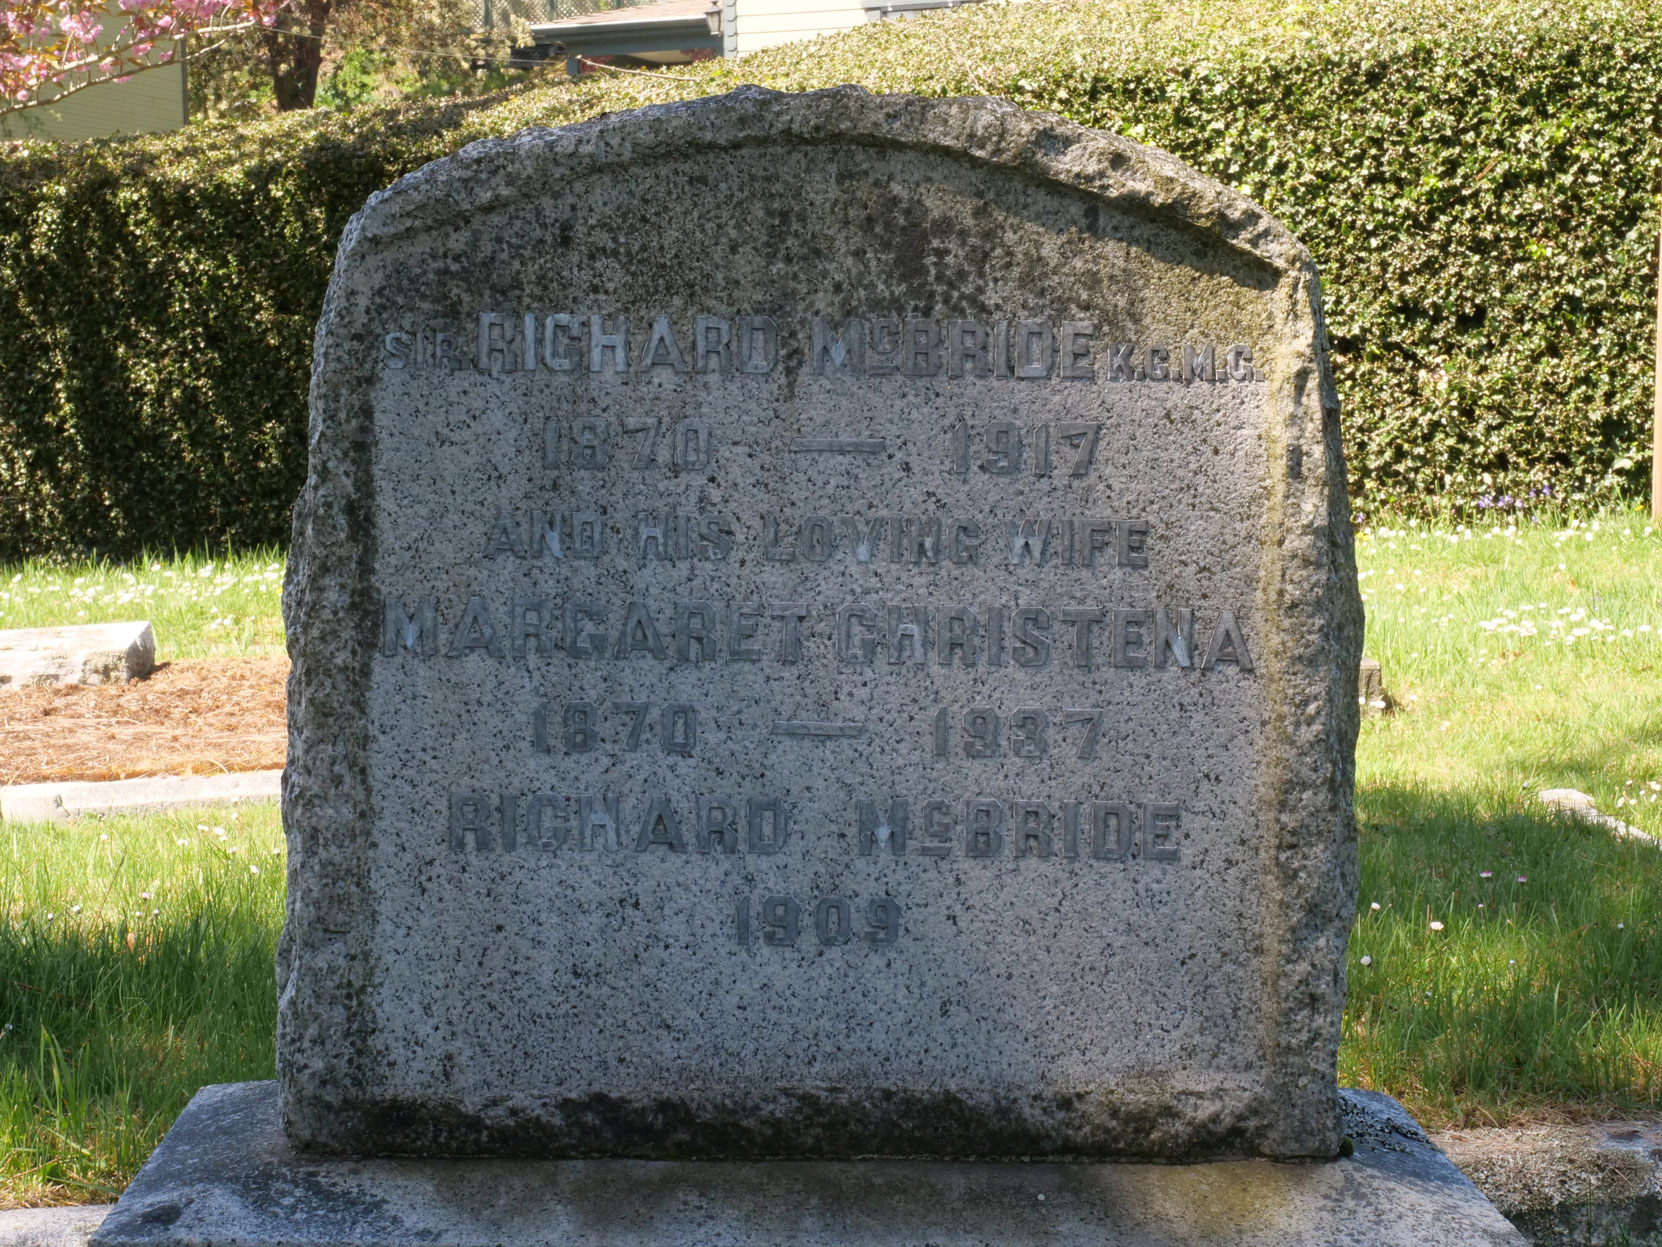 SIR. RICHARD McBRIDE K.C.M.G.
1870 — 1917
AND HIS LOVING WIFE
MARGARET CHRISTENA
1870 — 1937
RICHARD McBRIDE
1909